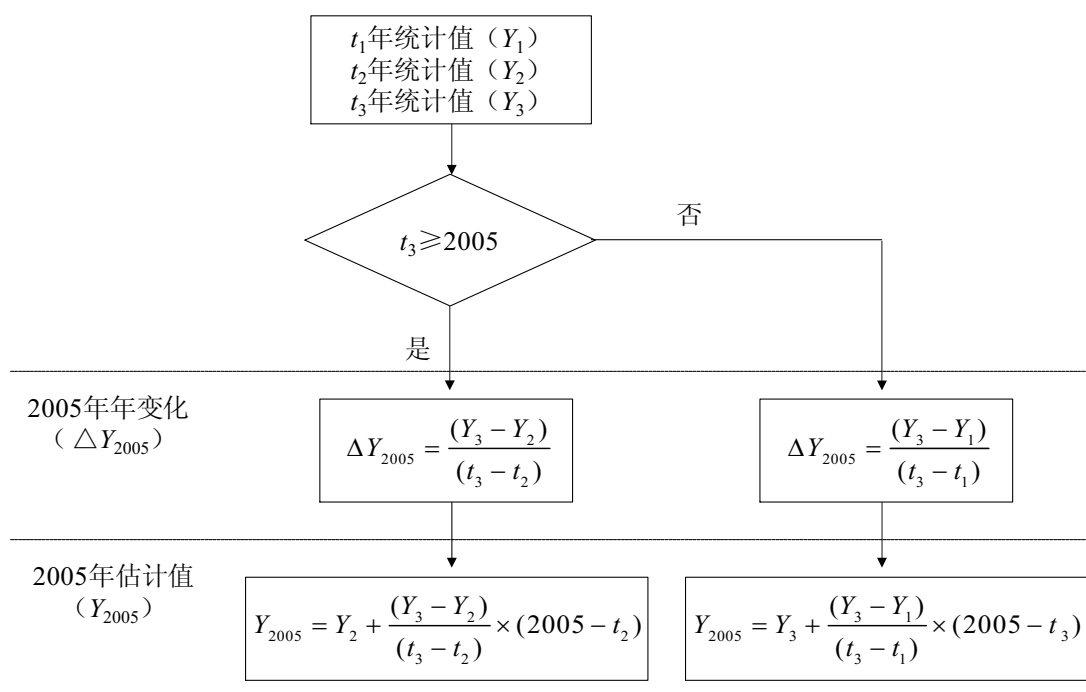 t₁年统计值（Y₁）
t₂年统计值（Y₂）
t₃年统计值（Y₃）
t₃≥2005
否
是
2005年年变化
（△Y₂₀₀₅）
ΔY₂₀₀₅ = (Y₃ − Y₂) / (t₃ − t₂)
ΔY₂₀₀₅ = (Y₃ − Y₁) / (t₃ − t₁)
2005年估计值
（Y₂₀₀₅）
Y₂₀₀₅ = Y₂ + (Y₃ − Y₂) / (t₃ − t₂) × (2005 − t₂)
Y₂₀₀₅ = Y₃ + (Y₃ − Y₁) / (t₃ − t₁) × (2005 − t₃)